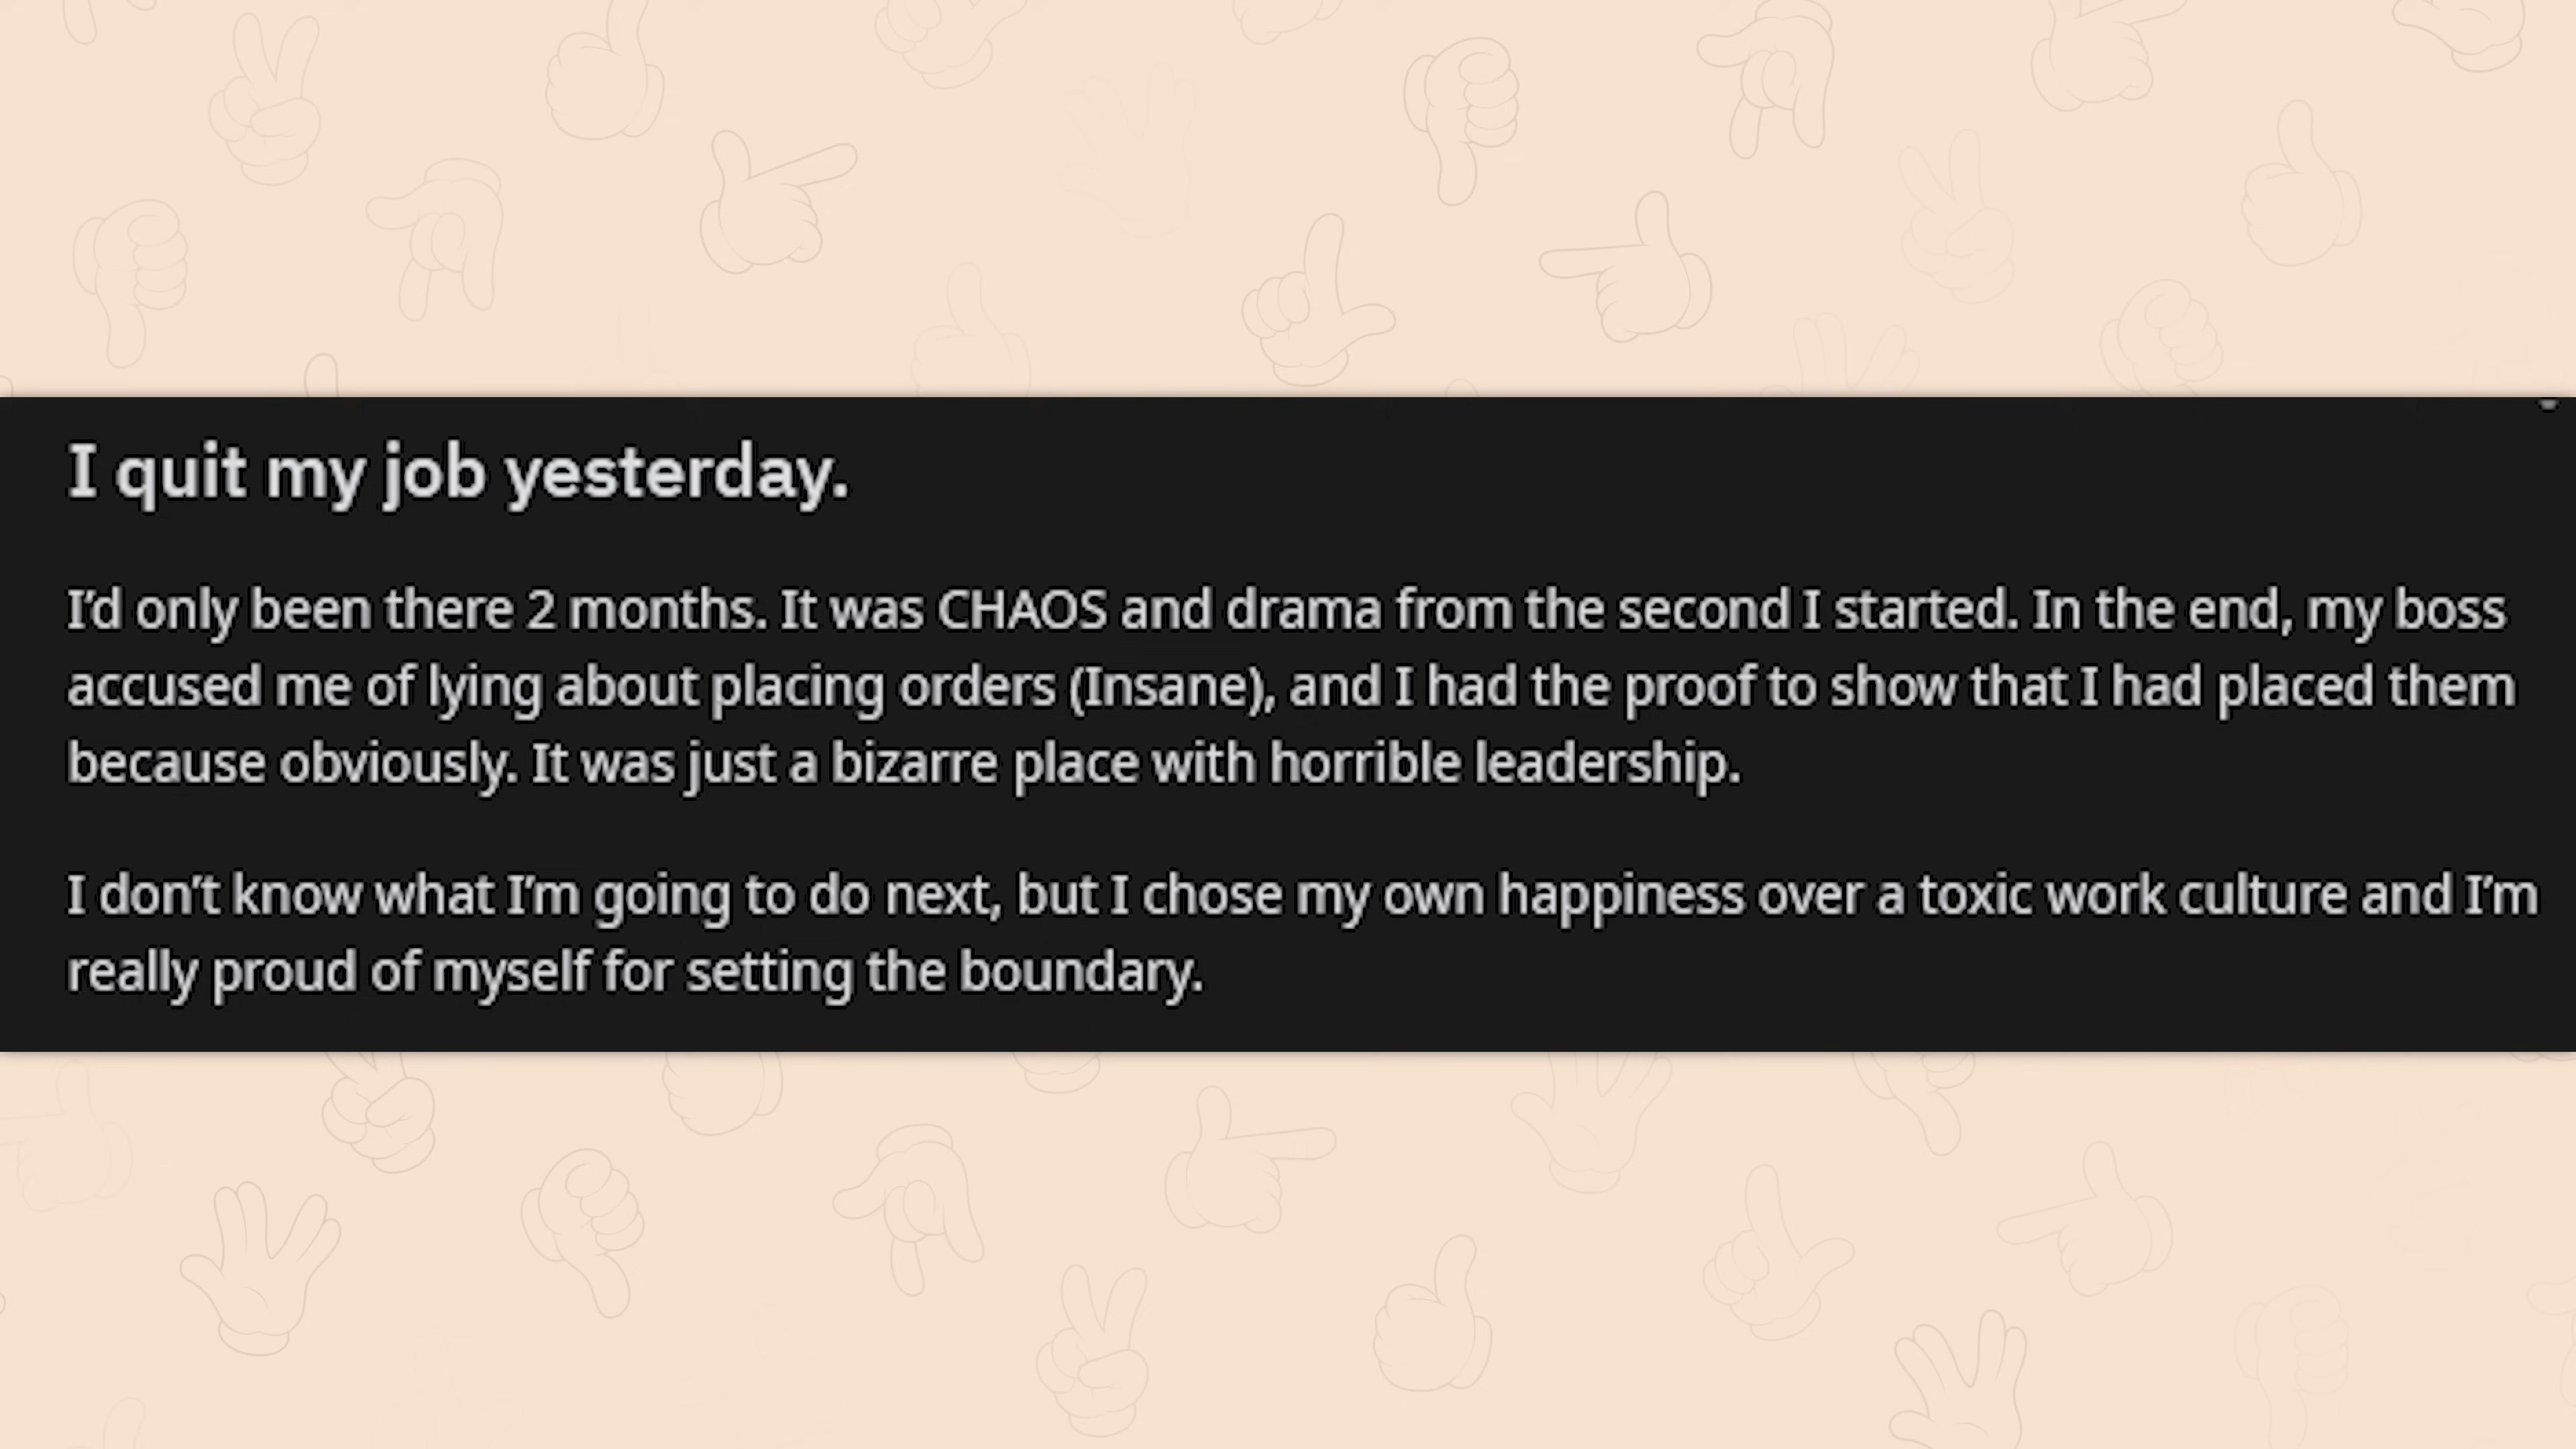 I quit my job yesterday.
I’d only been there 2 months. It was CHAOS and drama from the second I started. In the end, my boss
accused me of lying about placing orders (Insane), and I had the proof to show that I had placed them
because obviously. It was just a bizarre place with horrible leadership.
I don’t know what I’m going to do next, but I chose my own happiness over a toxic work culture and I’m
really proud of myself for setting the boundary.